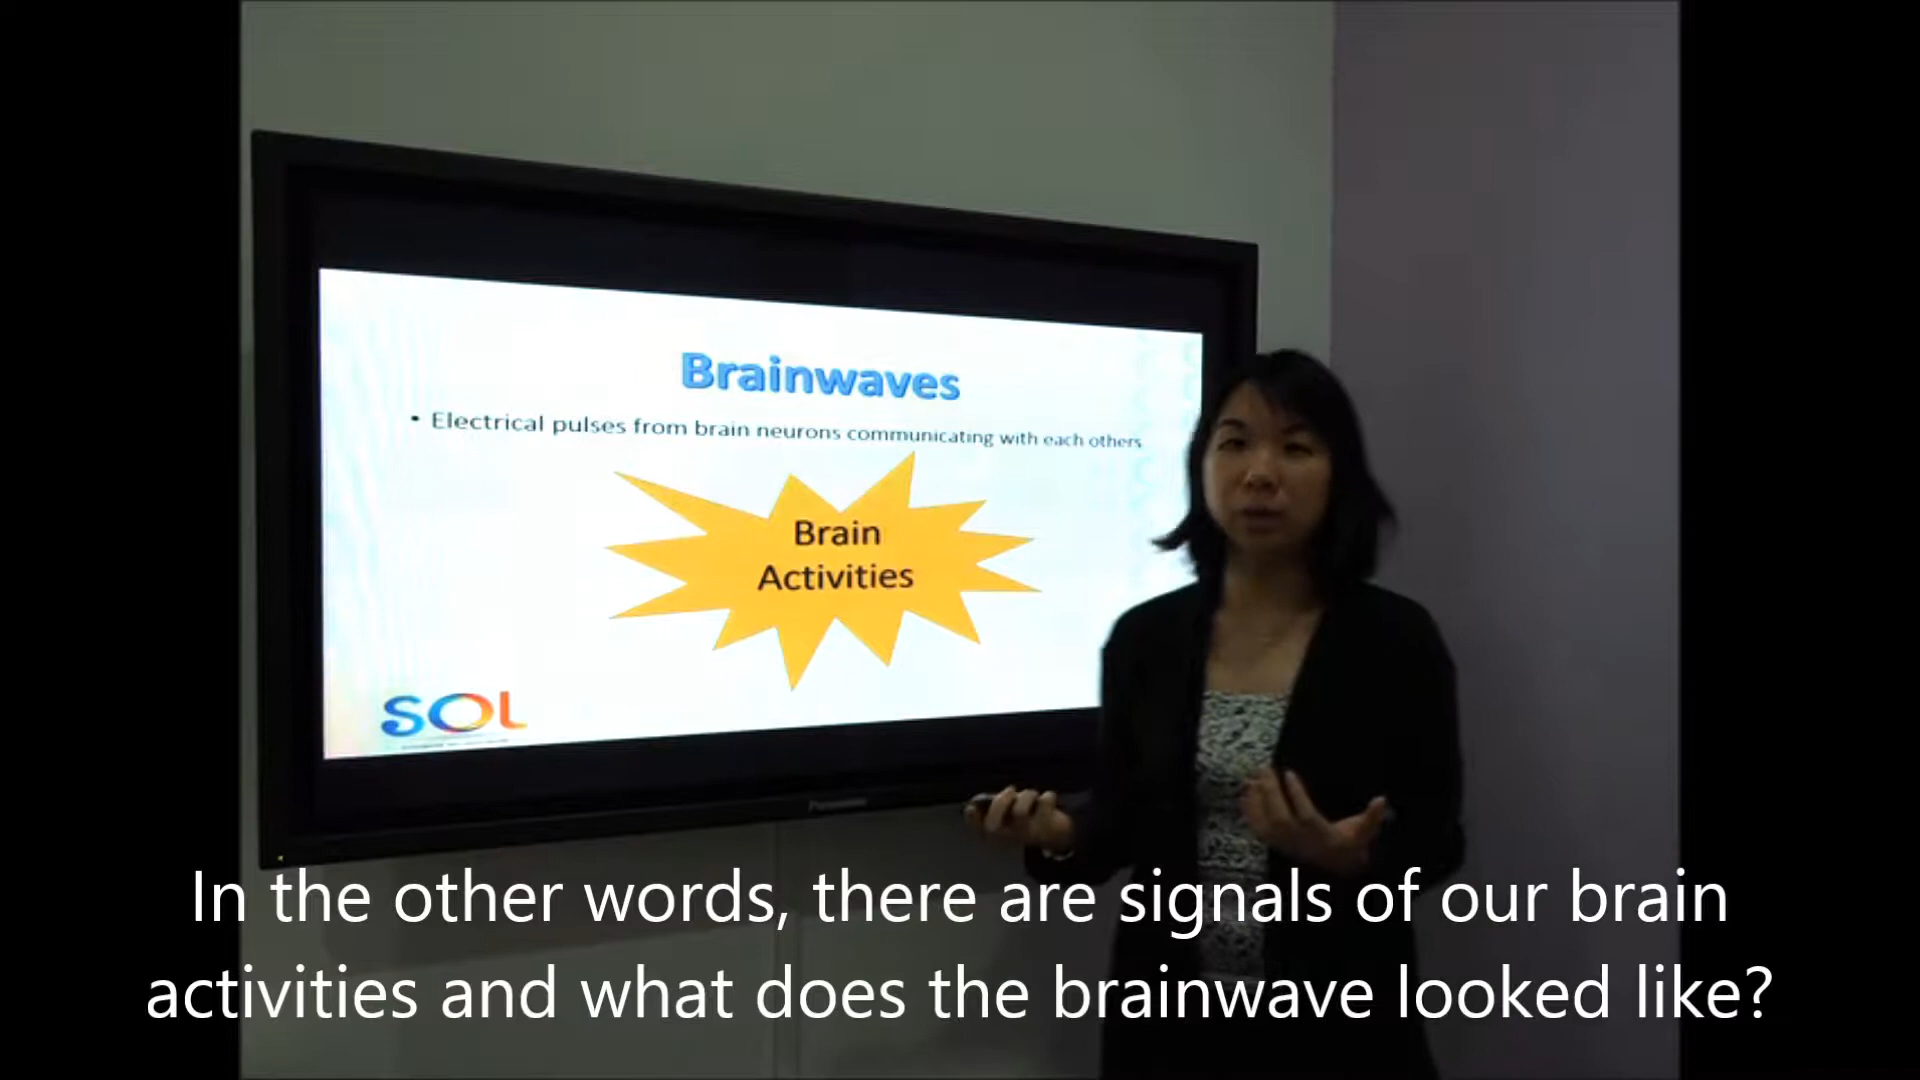 Brainwaves
• Electrical pulses from brain neurons communicating with each others
Brain
Activities
SOL
Panasonic
In the other words, there are signals of our brain
activities and what does the brainwave looked like?